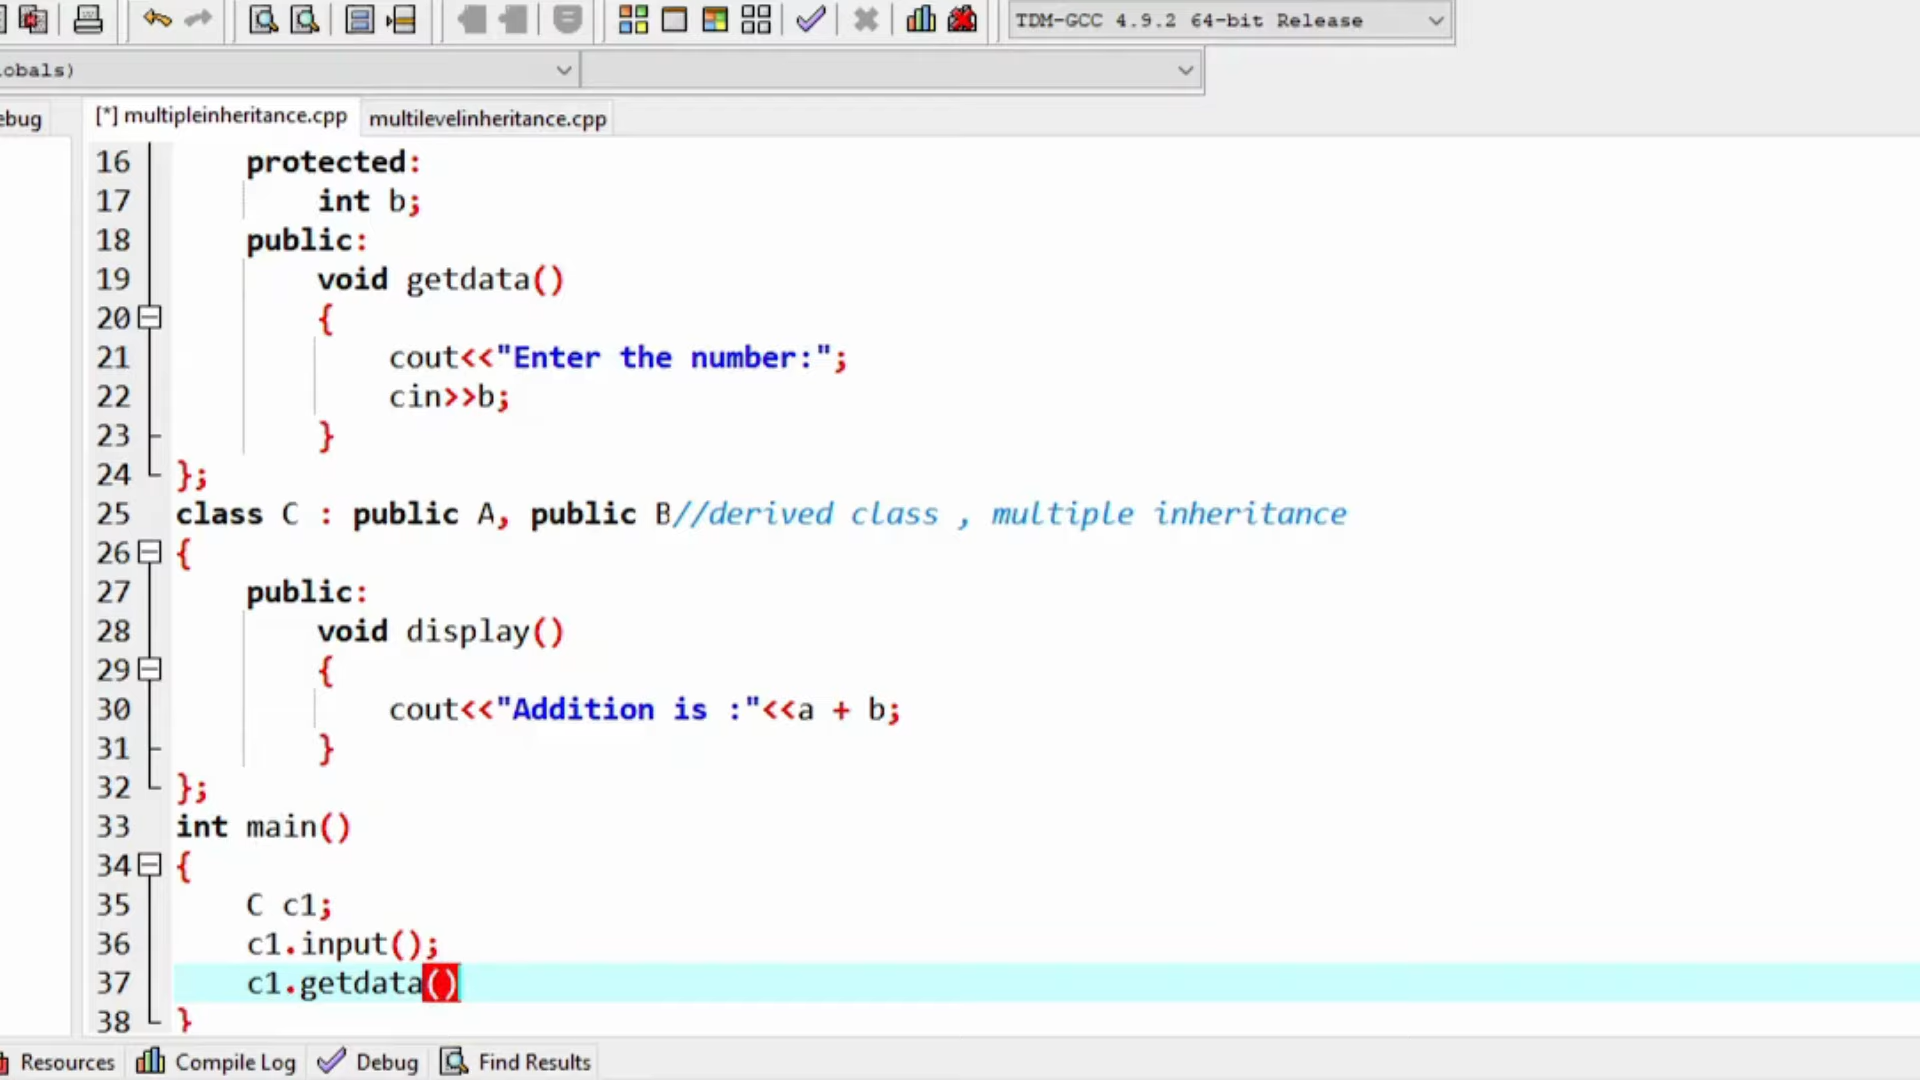 TDM-GCC 4.9.2 64-bit Release
obals)
ebug [*] multipleinheritance.cpp multilevelinheritance.cpp
16 protected:
17 int b;
18 public:
19 void getdata()
20 {
21 cout<<"Enter the number:";
22 cin>>b;
23 }
24 };
25 class C : public A, public B//derived class , multiple inheritance
26 {
27 public:
28 void display()
29 {
30 cout<<"Addition is :"<<a + b;
31 }
32 };
33 int main()
34 {
35 C c1;
36 c1.input();
37 c1.getdata()
38 }
Resources Compile Log Debug Find Results